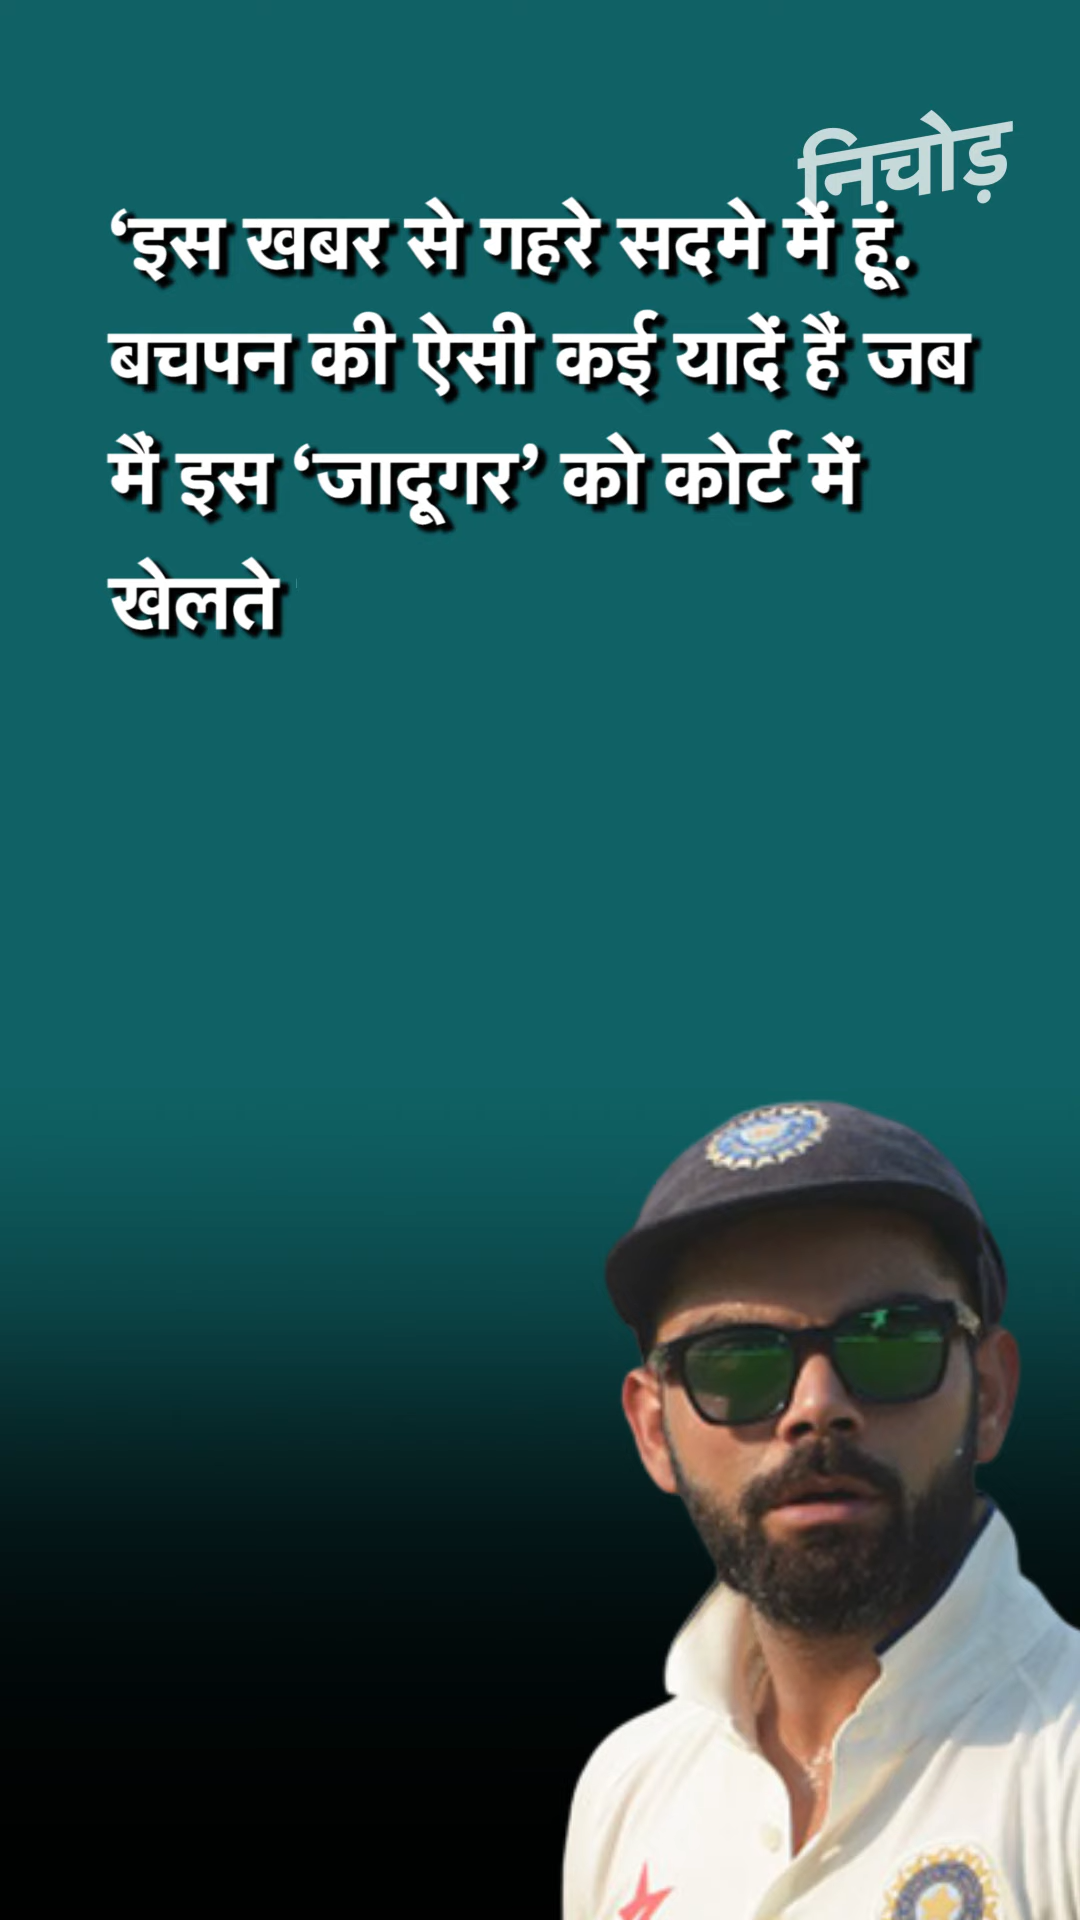 निचोड़
‘इस खबर से गहरे सदमे में हूं.
बचपन की ऐसी कई यादें हैं जब
मैं इस ‘जादूगर’ को कोर्ट में
खेलते